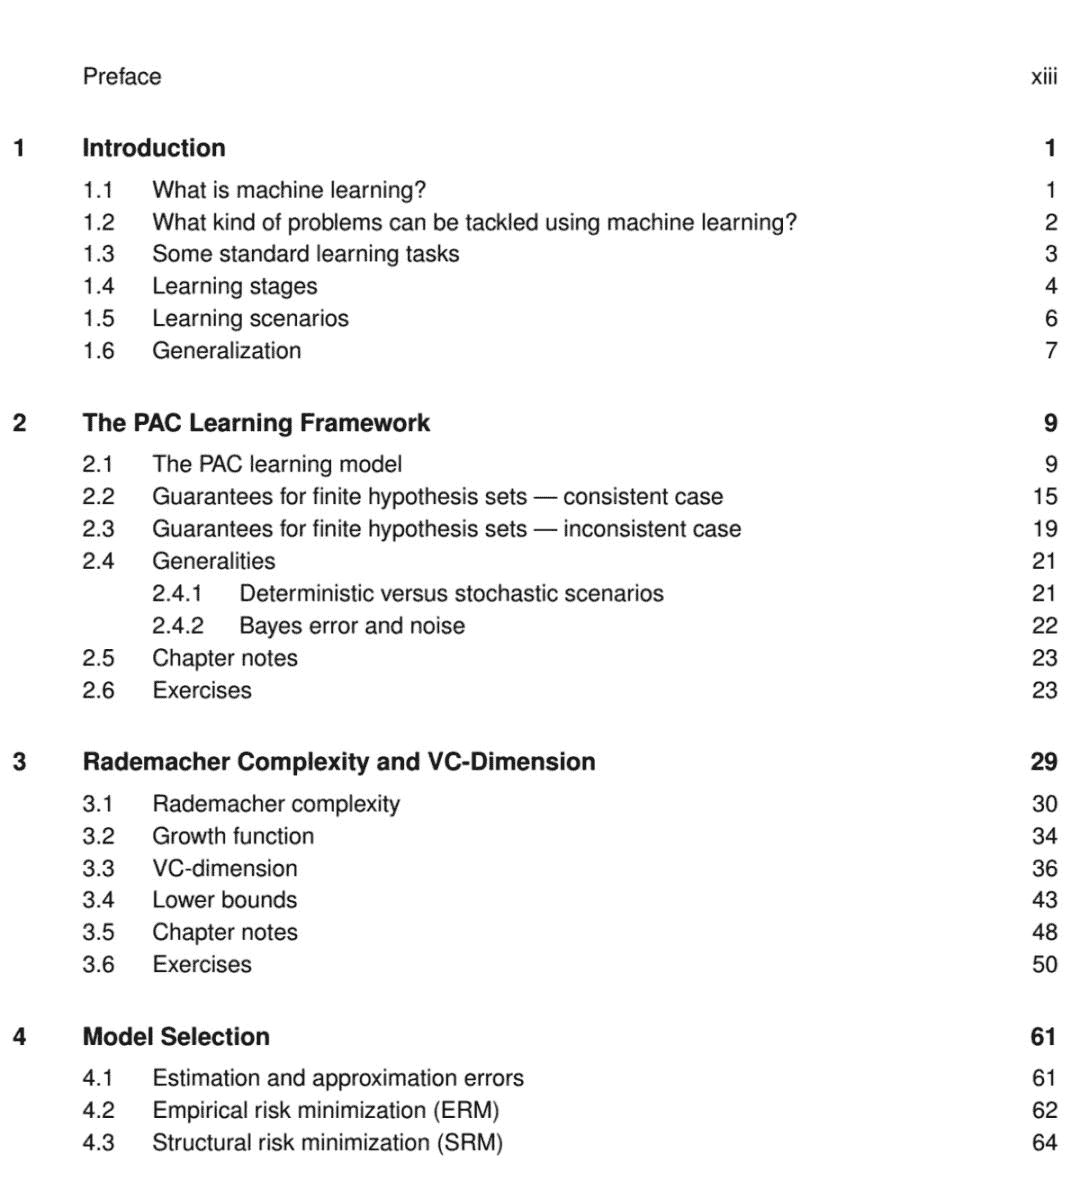 Preface xiii
1 Introduction 1
1.1 What is machine learning? 1
1.2 What kind of problems can be tackled using machine learning? 2
1.3 Some standard learning tasks 3
1.4 Learning stages 4
1.5 Learning scenarios 6
1.6 Generalization 7
2 The PAC Learning Framework 9
2.1 The PAC learning model 9
2.2 Guarantees for finite hypothesis sets — consistent case 15
2.3 Guarantees for finite hypothesis sets — inconsistent case 19
2.4 Generalities 21
2.4.1 Deterministic versus stochastic scenarios 21
2.4.2 Bayes error and noise 22
2.5 Chapter notes 23
2.6 Exercises 23
3 Rademacher Complexity and VC-Dimension 29
3.1 Rademacher complexity 30
3.2 Growth function 34
3.3 VC-dimension 36
3.4 Lower bounds 43
3.5 Chapter notes 48
3.6 Exercises 50
4 Model Selection 61
4.1 Estimation and approximation errors 61
4.2 Empirical risk minimization (ERM) 62
4.3 Structural risk minimization (SRM) 64